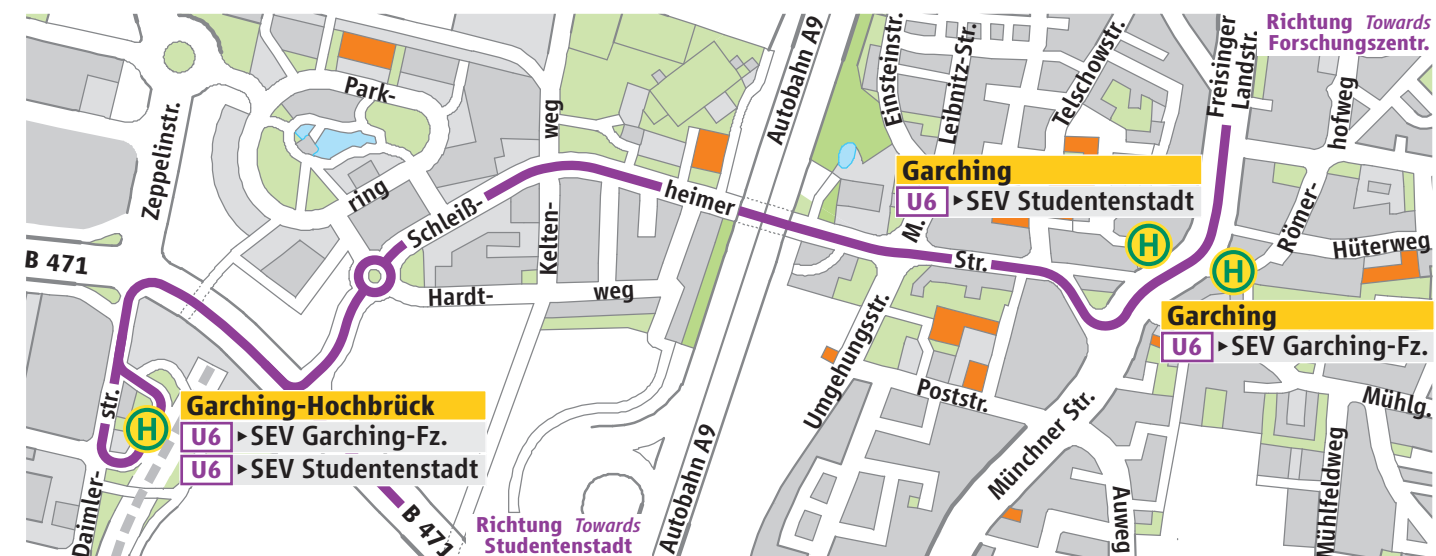 Richtung Towards
Forschungszentr.
Zeppelinstr.
Park-
ring
weg
Kelten-
Schleiß-
heimer
Str.
Autobahn A9
Einsteinstr.
Leibnitz-Str.
M.
Telschowstr.
Freisinger
Landstr.
hofweg
Römer-
Hüterweg
Garching
U6 ▸SEV Studentenstadt
H
H
Garching
U6 ▸SEV Garching-Fz.
B 471
Hardt-
weg
Umgehungsstr.
Poststr.
Münchner Str.
Auweg
Mühlfeldweg
Mühlg.
str.
Daimler-
H
Garching-Hochbrück
U6 ▸SEV Garching-Fz.
U6 ▸SEV Studentenstadt
B 471
Autobahn A9
Richtung Towards
Studentenstadt